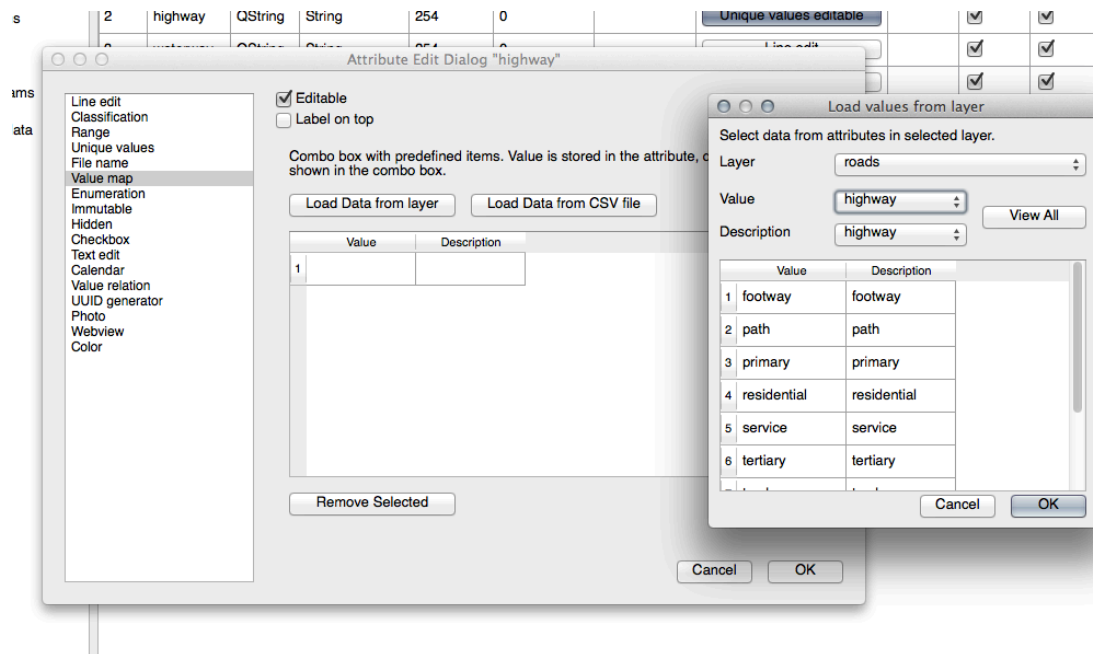 s
2 highway QString String 254 0 Unique values editable
QString String 254 0 Line edit
ams
ata
Attribute Edit Dialog "highway"
Line edit
Classification
Range
Unique values
File name
Value map
Enumeration
Immutable
Hidden
Checkbox
Text edit
Calendar
Value relation
UUID generator
Photo
Webview
Color
Editable
Label on top
Combo box with predefined items. Value is stored in the attribute,
shown in the combo box.
Load Data from layer Load Data from CSV file
Value Description
1
Remove Selected
Cancel OK
Load values from layer
Select data from attributes in selected layer.
Layer roads
Value highway
View All
Description highway
Value Description
1 footway footway
2 path path
3 primary primary
4 residential residential
5 service service
6 tertiary tertiary
Cancel OK